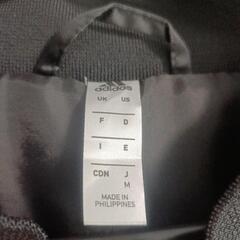 adidas
UK US
F D
I E
CDN J
M
MADE IN
PHILIPPINES